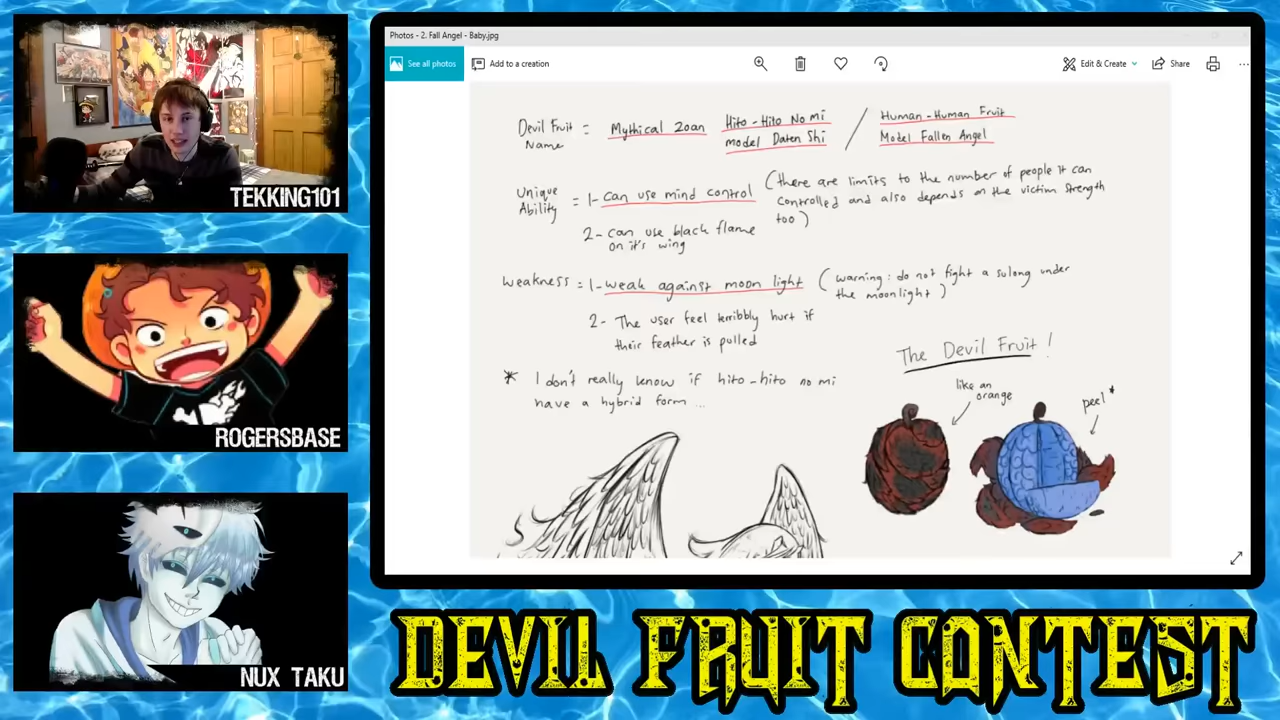 TEKKING101
ROGERSBASE
NUX TAKU
Photos - 2. Fall Angel - Baby.jpg
See all photos
Add to a creation
Edit & Create
Share
Devil Fruit Name = Mythical Zoan
Hito-Hito No mi
model Daten Shi
/
Human-Human Fruit
Model Fallen Angel
Unique Ability = 1- Can use mind control (there are limits to the number of people it can
controlled and also depends on the victim strength
too)
2- can use black flame
on it's wing
weakness = 1- weak against moon light (warning: do not fight a sulong under
the moonlight)
2- The user feel terribbly hurt if
their feather is pulled
* I don't really know if hito-hito no mi
have a hybrid form ...
The Devil Fruit!
like an
orange
peel*
DEVIL FRUIT CONTEST